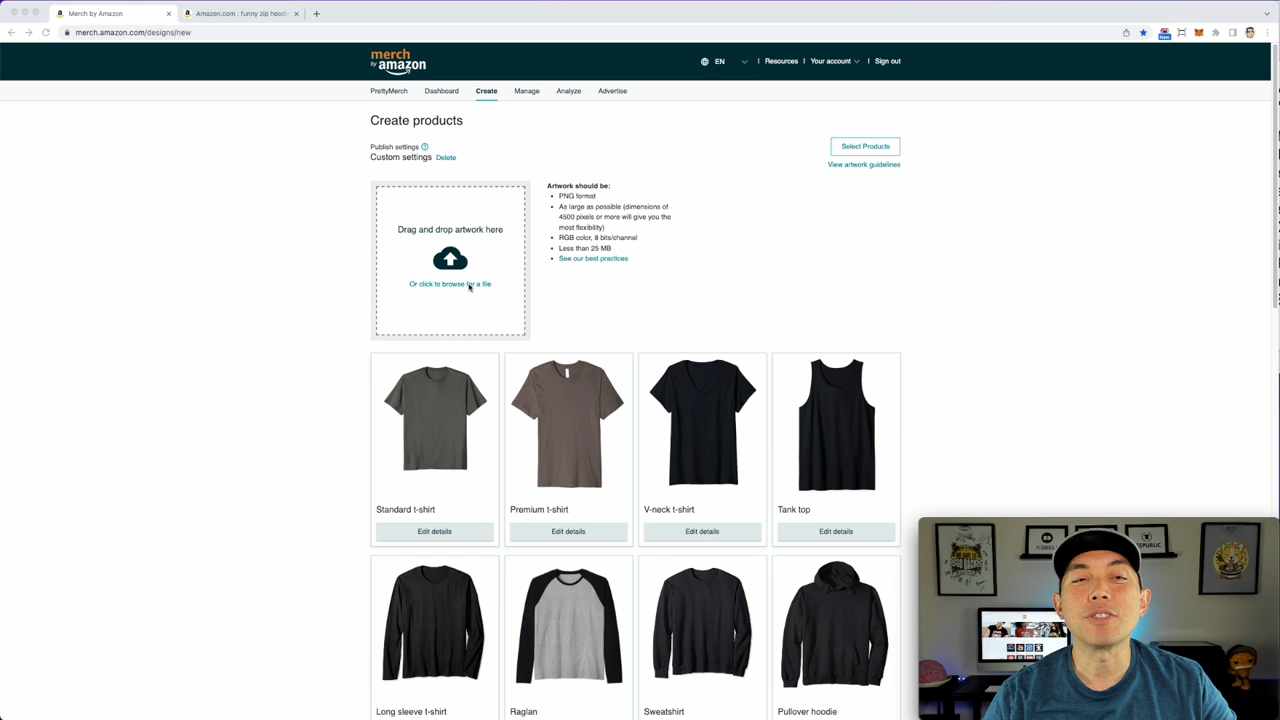 Merch by Amazon
Amazon.com : funny zip hoodi
merch.amazon.com/designs/new
New
merch
by amazon
EN
Resources
Your account
Sign out
PrettyMerch
Dashboard
Create
Manage
Analyze
Advertise
Create products
Publish settings
Custom settings Delete
Select Products
View artwork guidelines
Drag and drop artwork here
Or click to browse for a file
Artwork should be:
• PNG format
• As large as possible (dimensions of
4500 pixels or more will give you the
most flexibility)
• RGB color, 8 bits/channel
• Less than 25 MB
• See our best practices
Standard t-shirt
Premium t-shirt
V-neck t-shirt
Tank top
Edit details
Edit details
Edit details
Edit details
Long sleeve t-shirt
Raglan
Sweatshirt
Pullover hoodie